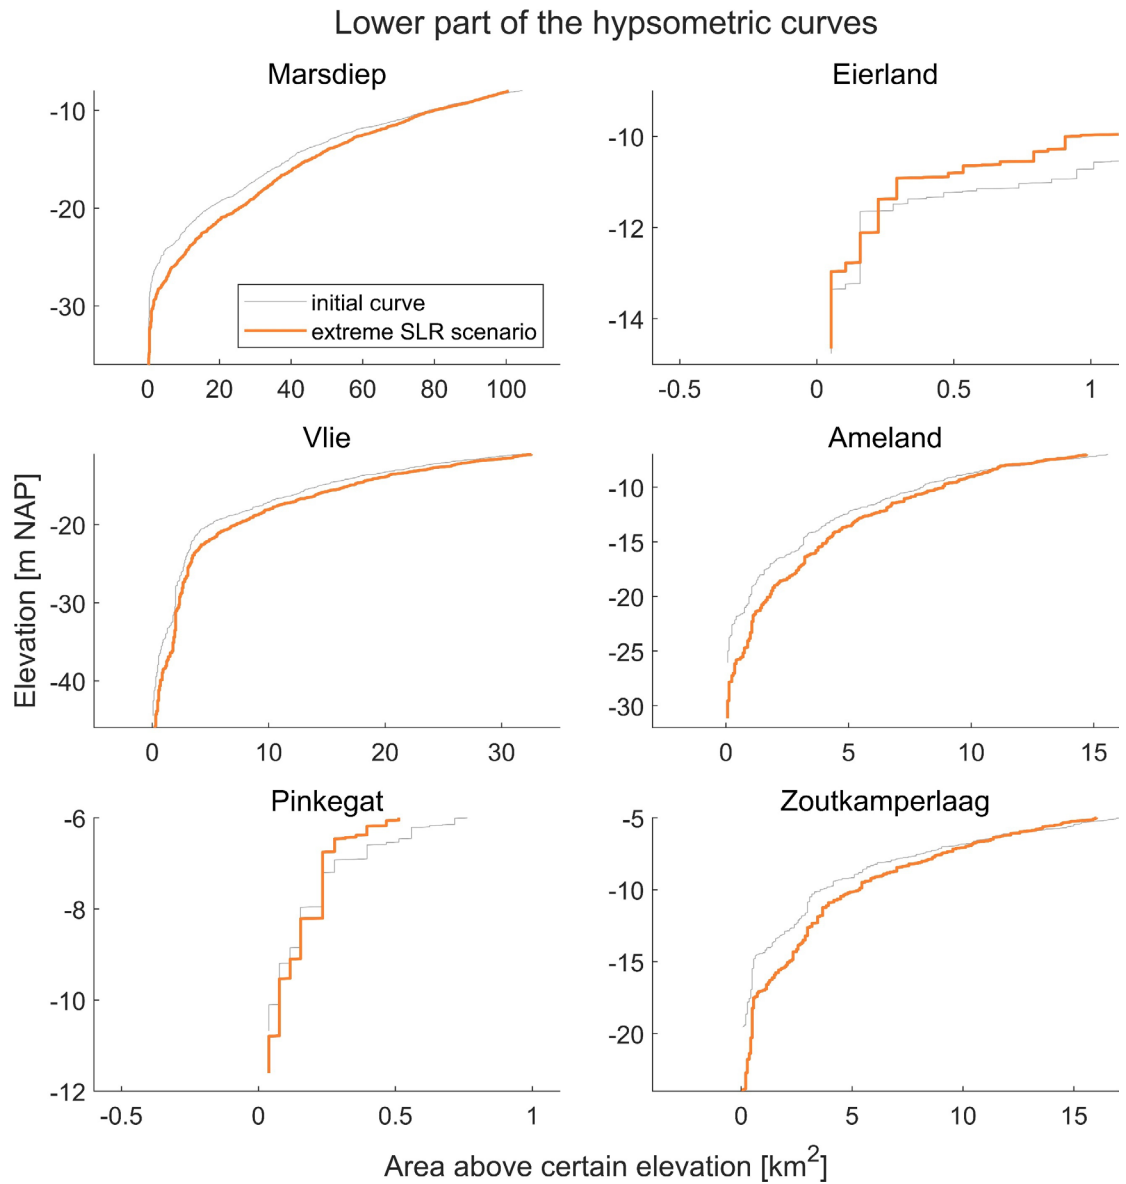 Lower part of the hypsometric curves
Marsdiep
-10
-20
-30
0 20 40 60 80 100
initial curve
extreme SLR scenario
Eierland
-10
-12
-14
-0.5 0 0.5 1
Vlie
-20
-30
-40
0 10 20 30
Ameland
-10
-15
-20
-25
-30
0 5 10 15
Pinkegat
-6
-8
-10
-12
-0.5 0 0.5 1
Zoutkamperlaag
-5
-10
-15
-20
0 5 10 15
Elevation [m NAP]
Area above certain elevation [km²]